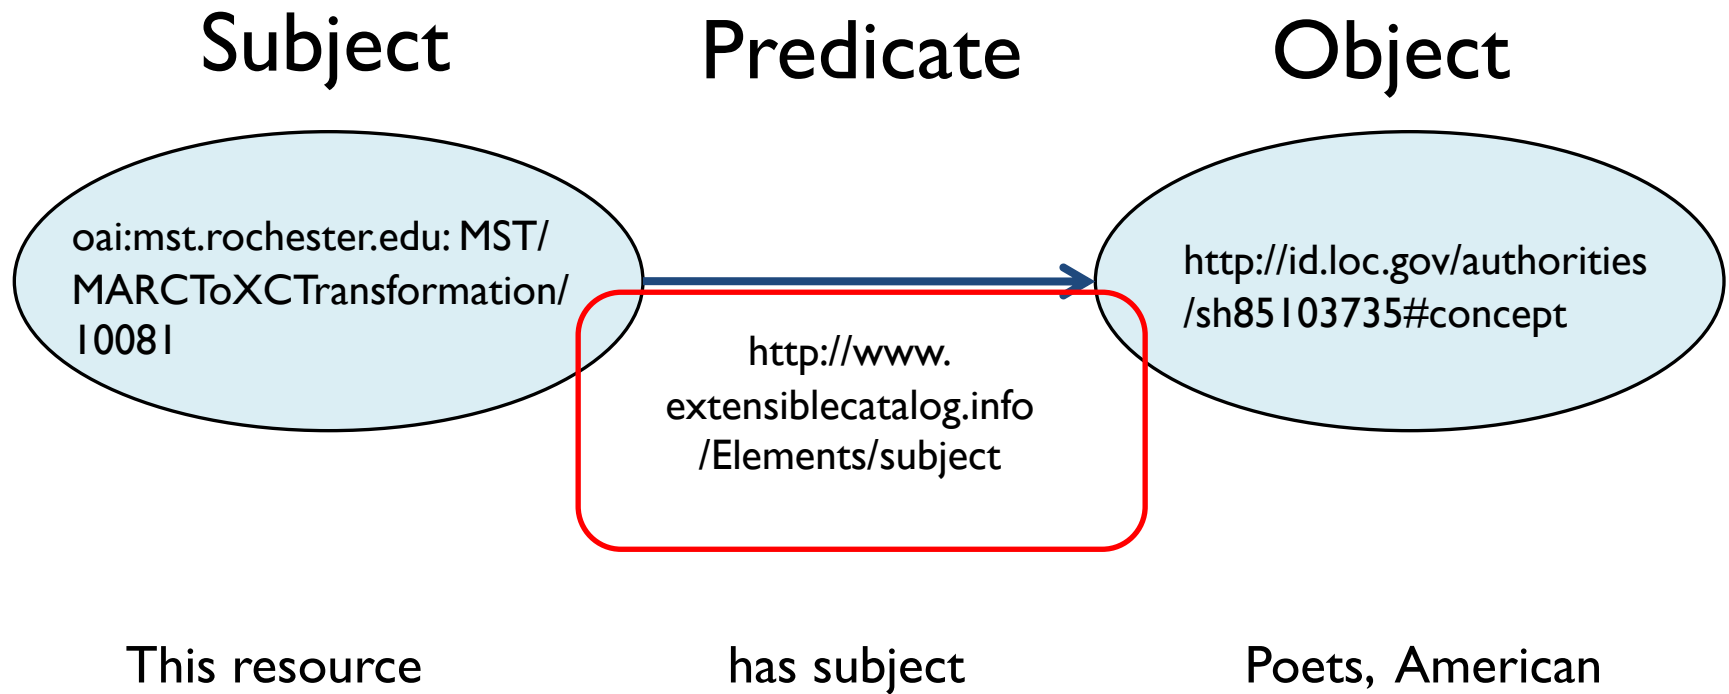 Subject
Predicate
Object
oai:mst.rochester.edu: MST/
MARCToXCTransformation/
10081
http://www.
extensiblecatalog.info
/Elements/subject
http://id.loc.gov/authorities
/sh85103735#concept
This resource
has subject
Poets, American